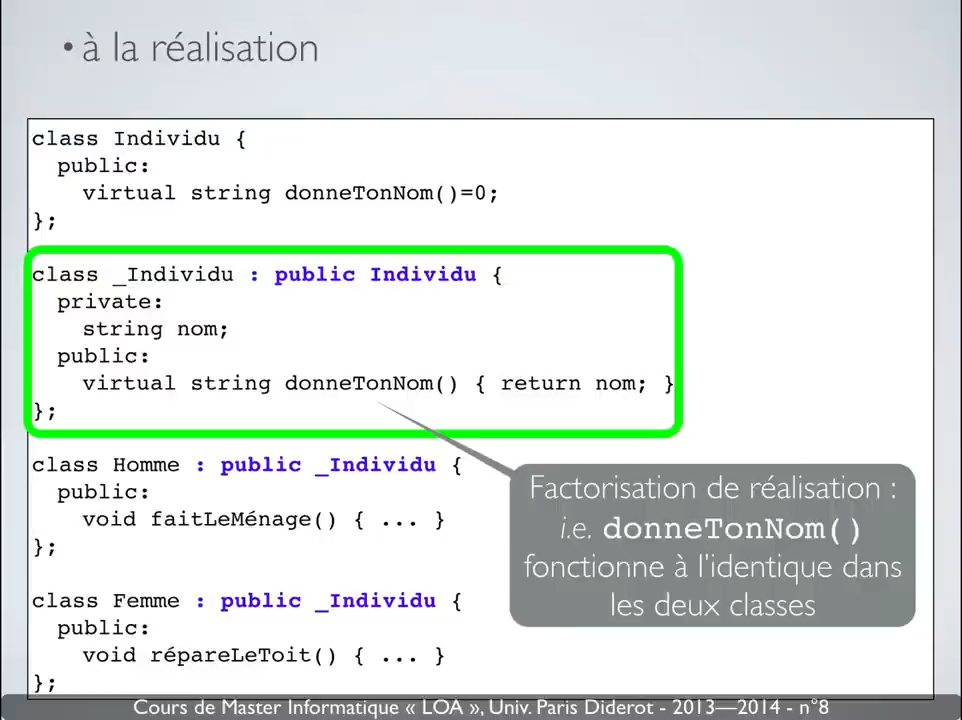 • à la réalisation
class Individu {
public:
virtual string donneTonNom()=0;
};
class _Individu : public Individu {
private:
string nom;
public:
virtual string donneTonNom() { return nom; }
};
class Homme : public _Individu {
public:
void faitLeMénage() { ... }
};
class Femme : public _Individu {
public:
void répareLeToit() { ... }
};
Factorisation de réalisation :
i.e. donneTonNom()
fonctionne à l'identique dans
les deux classes
Cours de Master Informatique « LOA », Univ. Paris Diderot - 2013—2014 - n°8